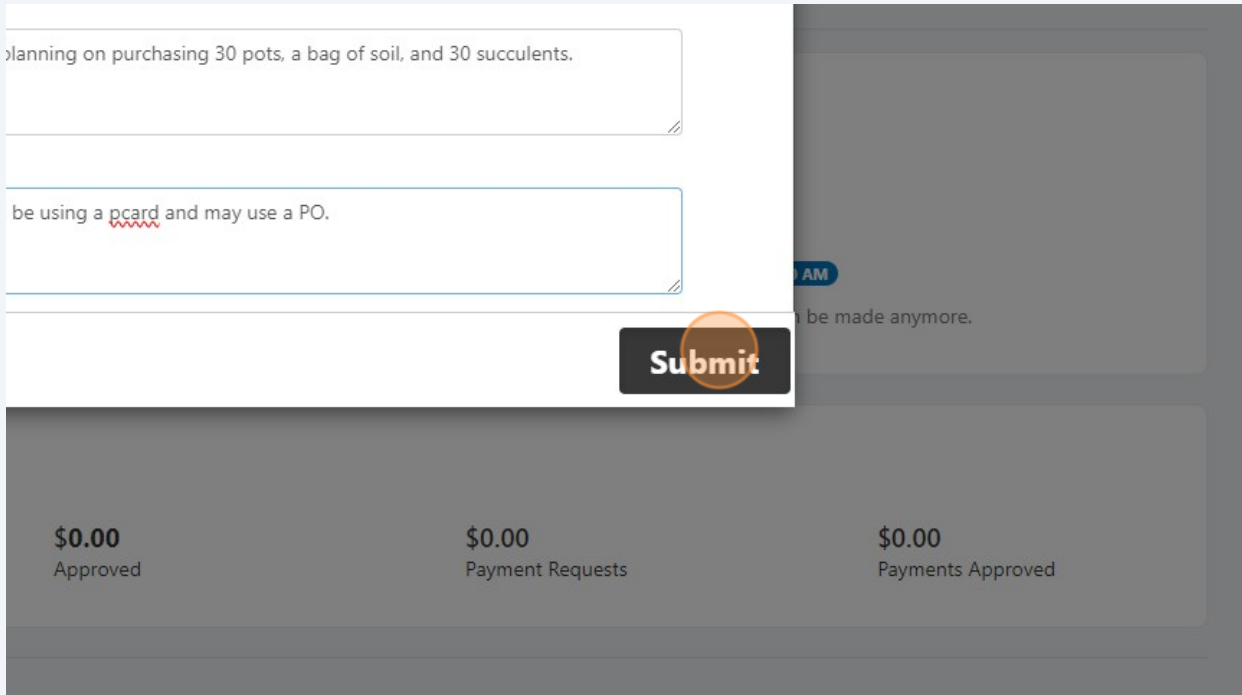 planning on purchasing 30 pots, a bag of soil, and 30 succulents.
be using a pcard and may use a PO.
AM
be made anymore.
Submit
$0.00 $0.00 $0.00
Approved Payment Requests Payments Approved